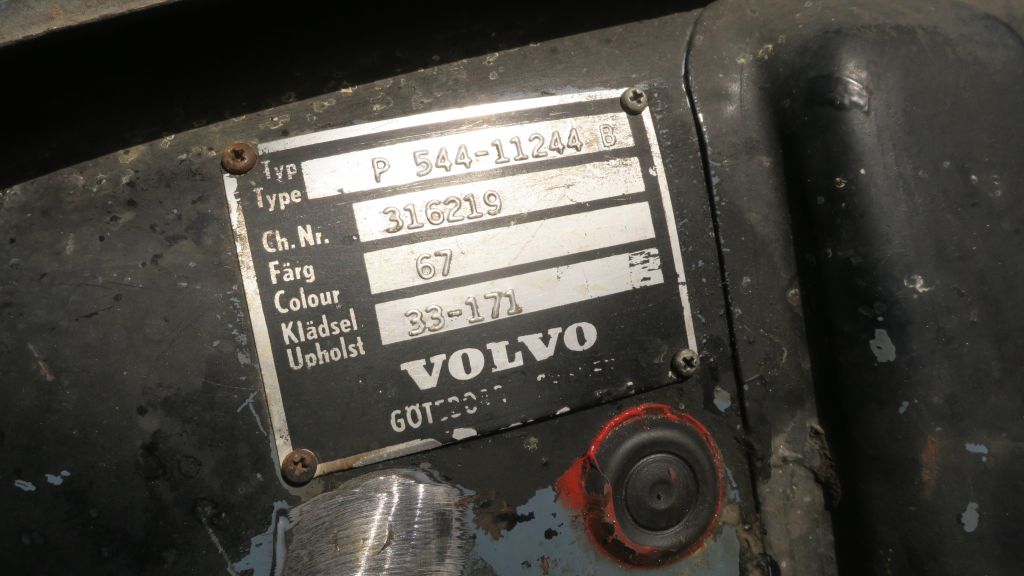 Typ P 544-11244 B
Type
Ch. Nr. 316219
Färg 67
Colour
Klädsel 33-171
Upholst
VOLVO